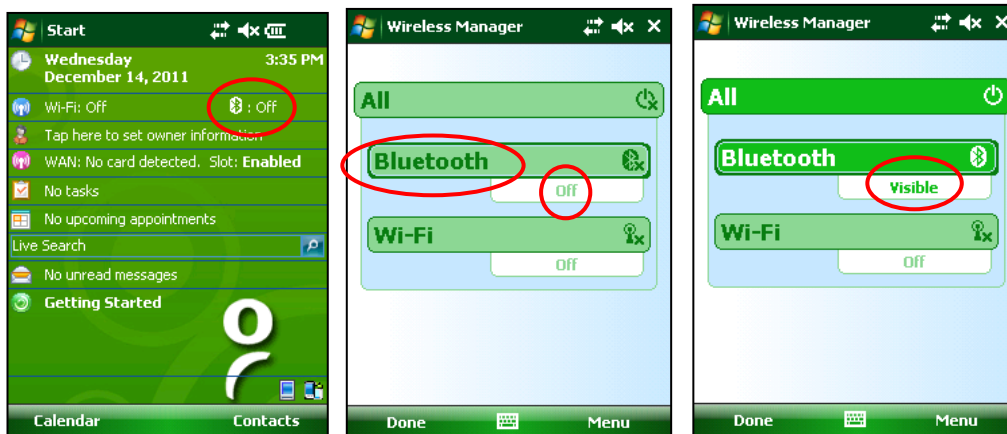 Start
Wednesday 3:35 PM
December 14, 2011
Wi-Fi: Off : Off
Tap here to set owner information
WAN: No card detected. Slot: Enabled
No tasks
No upcoming appointments
Live Search
No unread messages
Getting Started
Calendar Contacts
Wireless Manager
All
Bluetooth
Off
Wi-Fi
Off
Done Menu
Wireless Manager
All
Bluetooth
Visible
Wi-Fi
Off
Done Menu